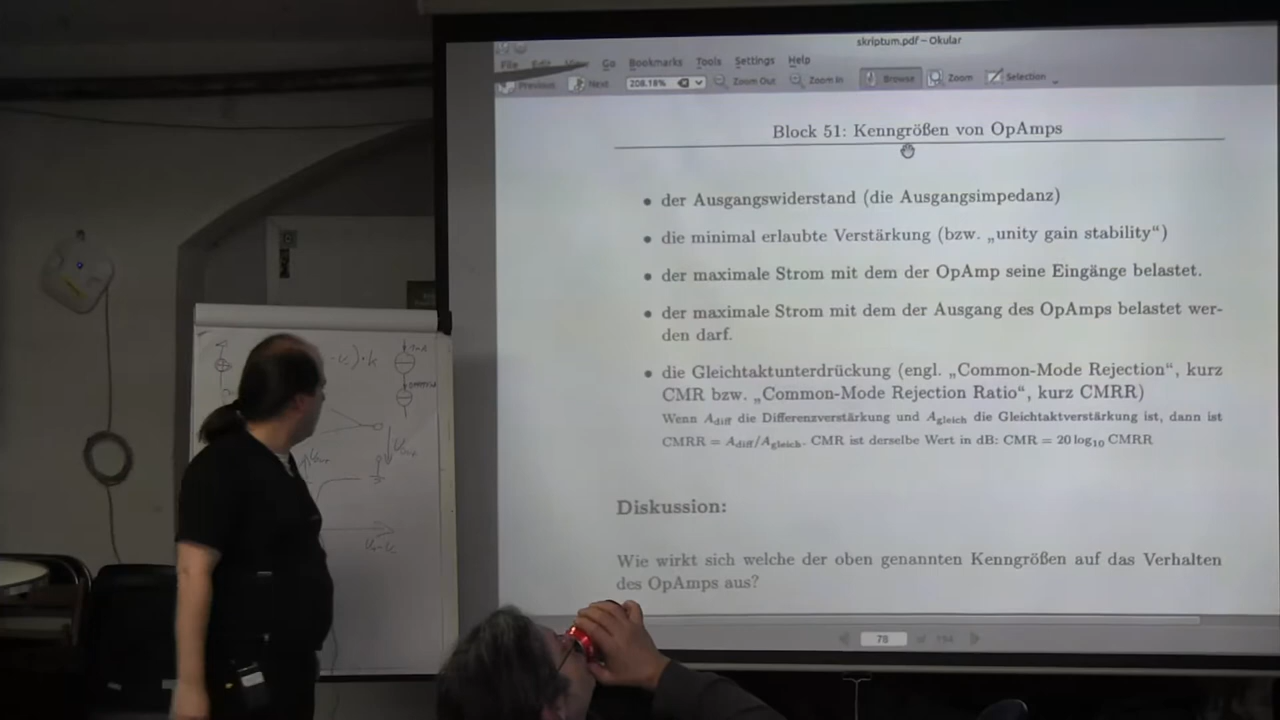 skriptum.pdf – Okular
File Edit View Go Bookmarks Tools Settings Help
Previous Next 208.18% Zoom Out Zoom In Browse Zoom Selection
Block 51: Kenngrößen von OpAmps
• der Ausgangswiderstand (die Ausgangsimpedanz)
• die minimal erlaubte Verstärkung (bzw. „unity gain stability“)
• der maximale Strom mit dem der OpAmp seine Eingänge belastet.
• der maximale Strom mit dem der Ausgang des OpAmps belastet wer-
den darf.
• die Gleichtaktunterdrückung (engl. „Common-Mode Rejection“, kurz
CMR bzw. „Common-Mode Rejection Ratio“, kurz CMRR)
Wenn A_diff die Differenzverstärkung und A_gleich die Gleichtaktverstärkung ist, dann ist
CMRR = A_diff/A_gleich. CMR ist derselbe Wert in dB: CMR = 20 log₁₀ CMRR
Diskussion:
Wie wirkt sich welche der oben genannten Kenngrößen auf das Verhalten
des OpAmps aus?
78 of 194